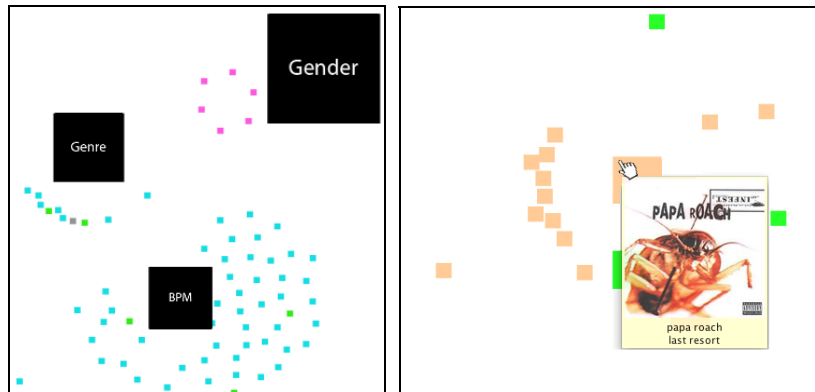 Gender
Genre
BPM
INFEST
PAPA ROACH
papa roach
last resort